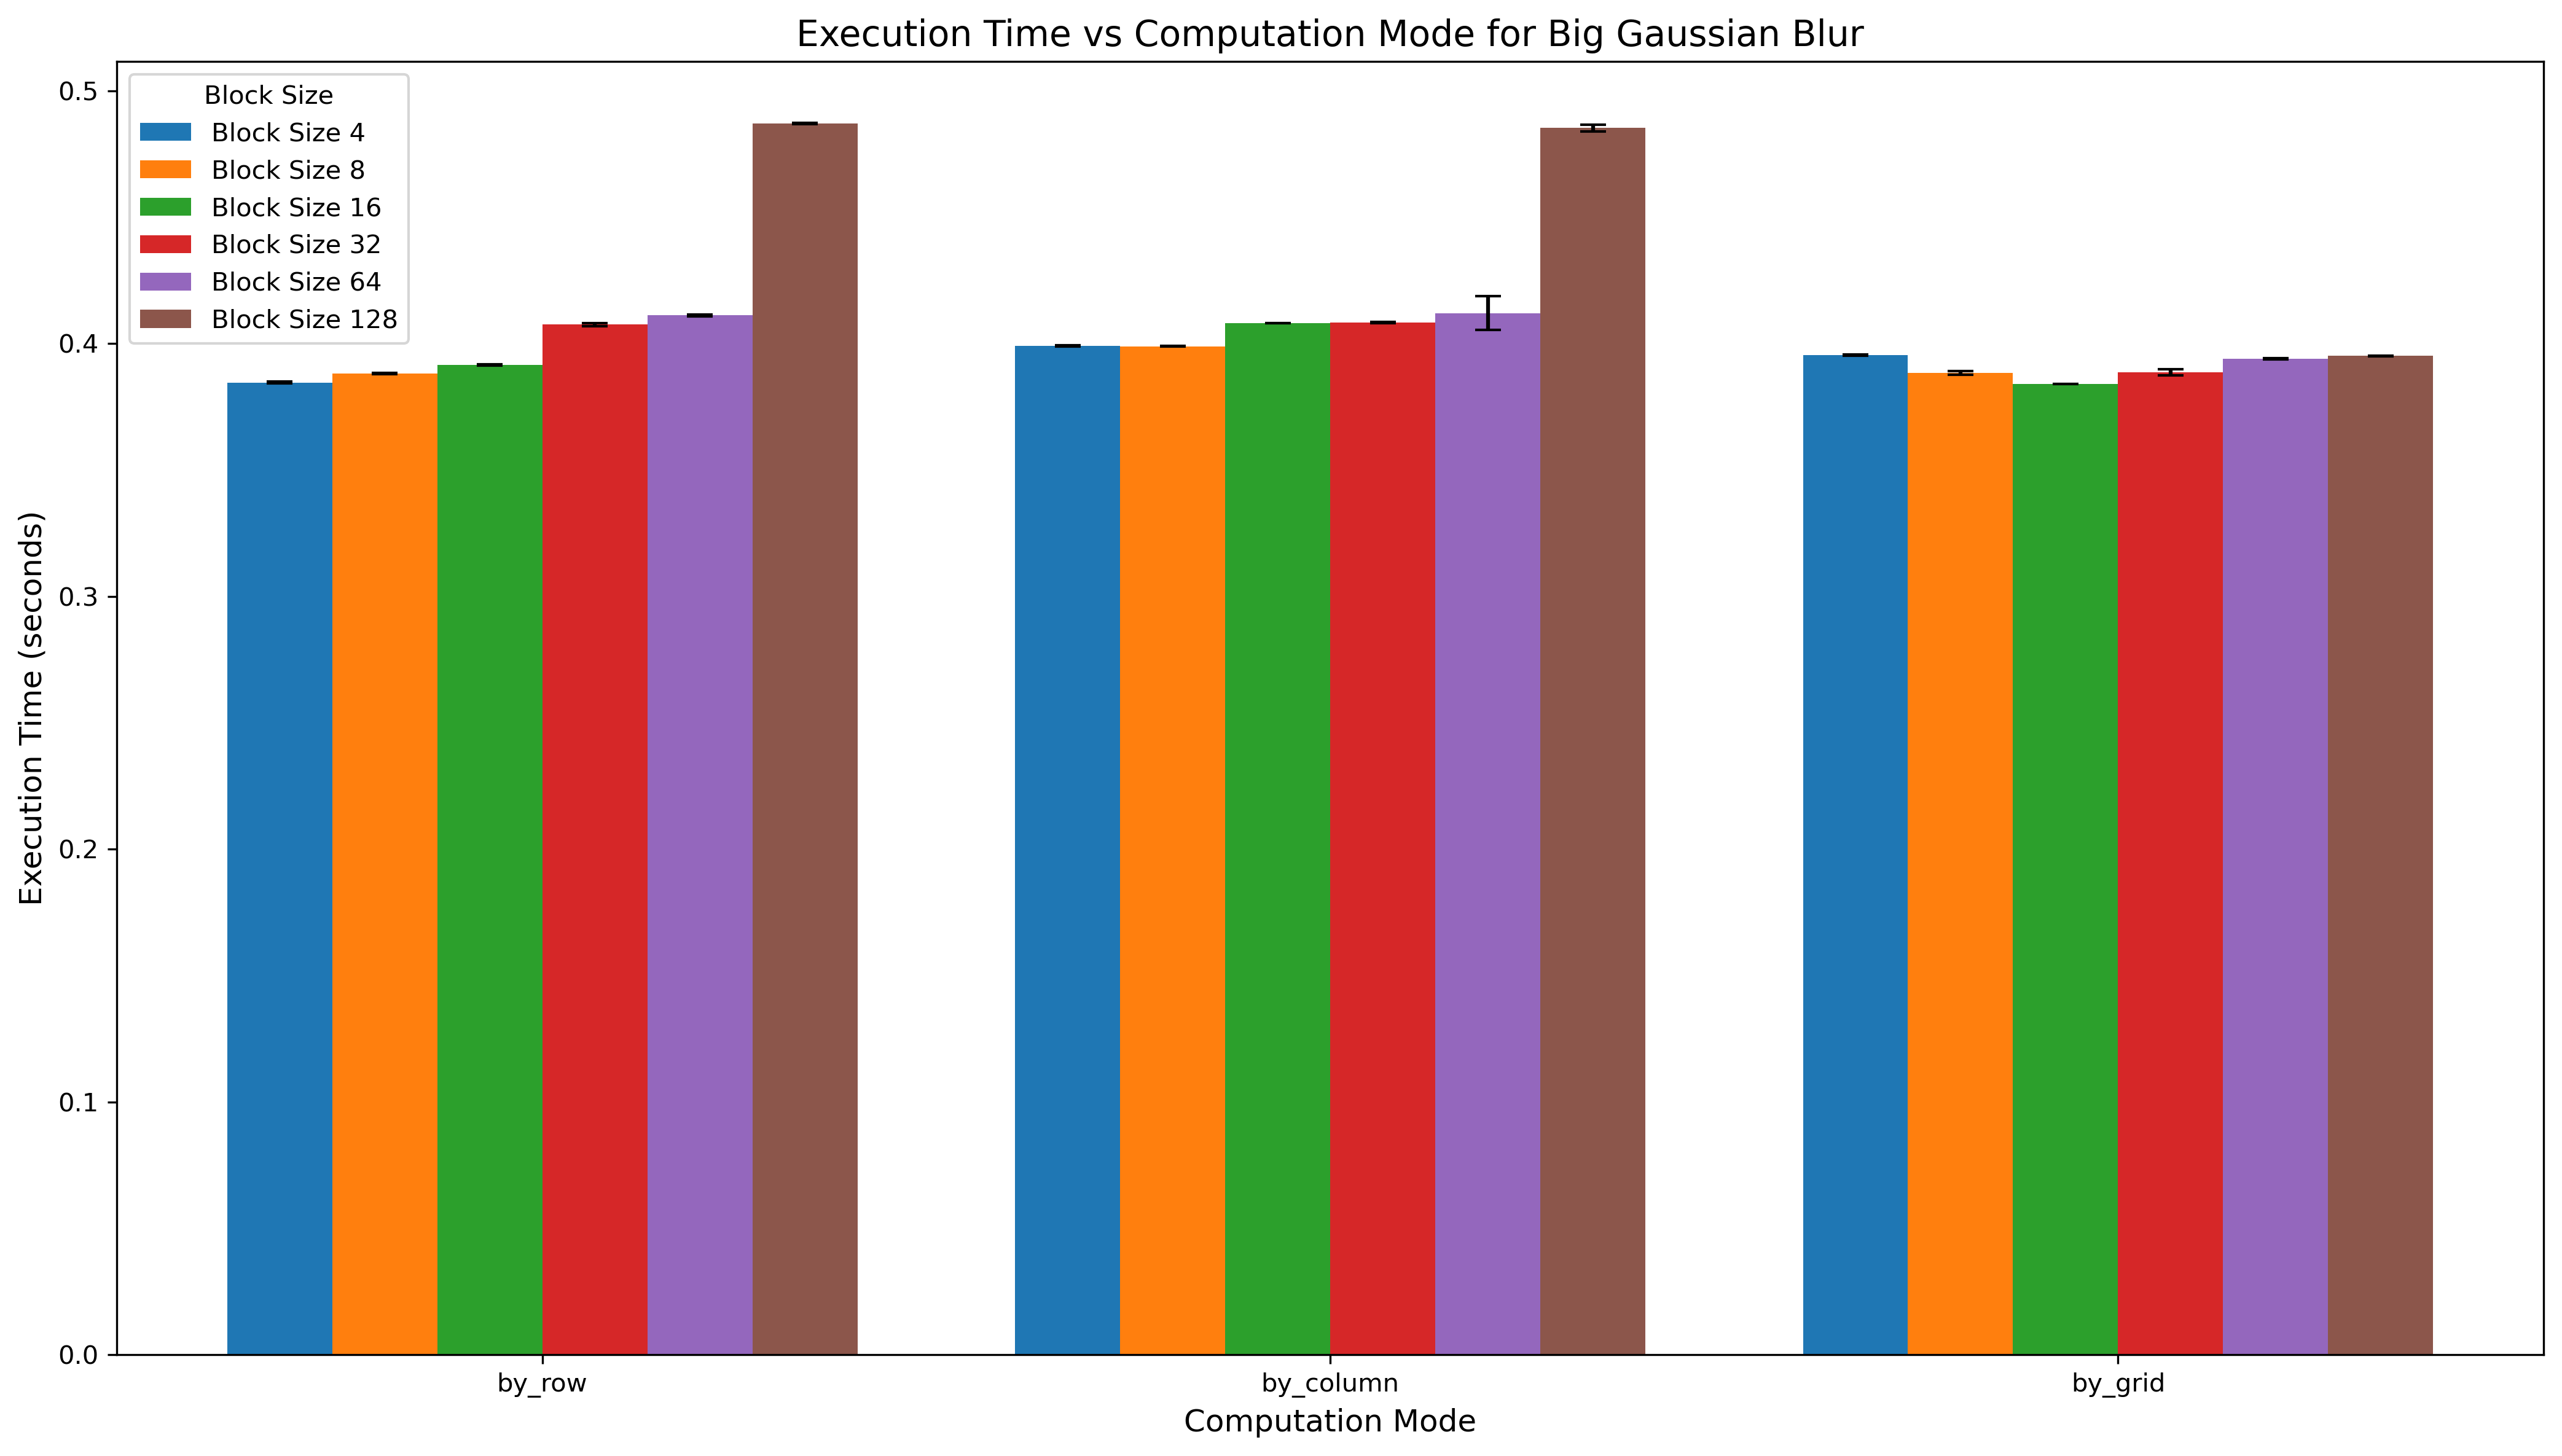 Execution Time vs Computation Mode for Big Gaussian Blur
Block Size
Block Size 4
Block Size 8
Block Size 16
Block Size 32
Block Size 64
Block Size 128
Execution Time (seconds)
0.5
0.4
0.3
0.2
0.1
0.0
by_row
by_column
by_grid
Computation Mode